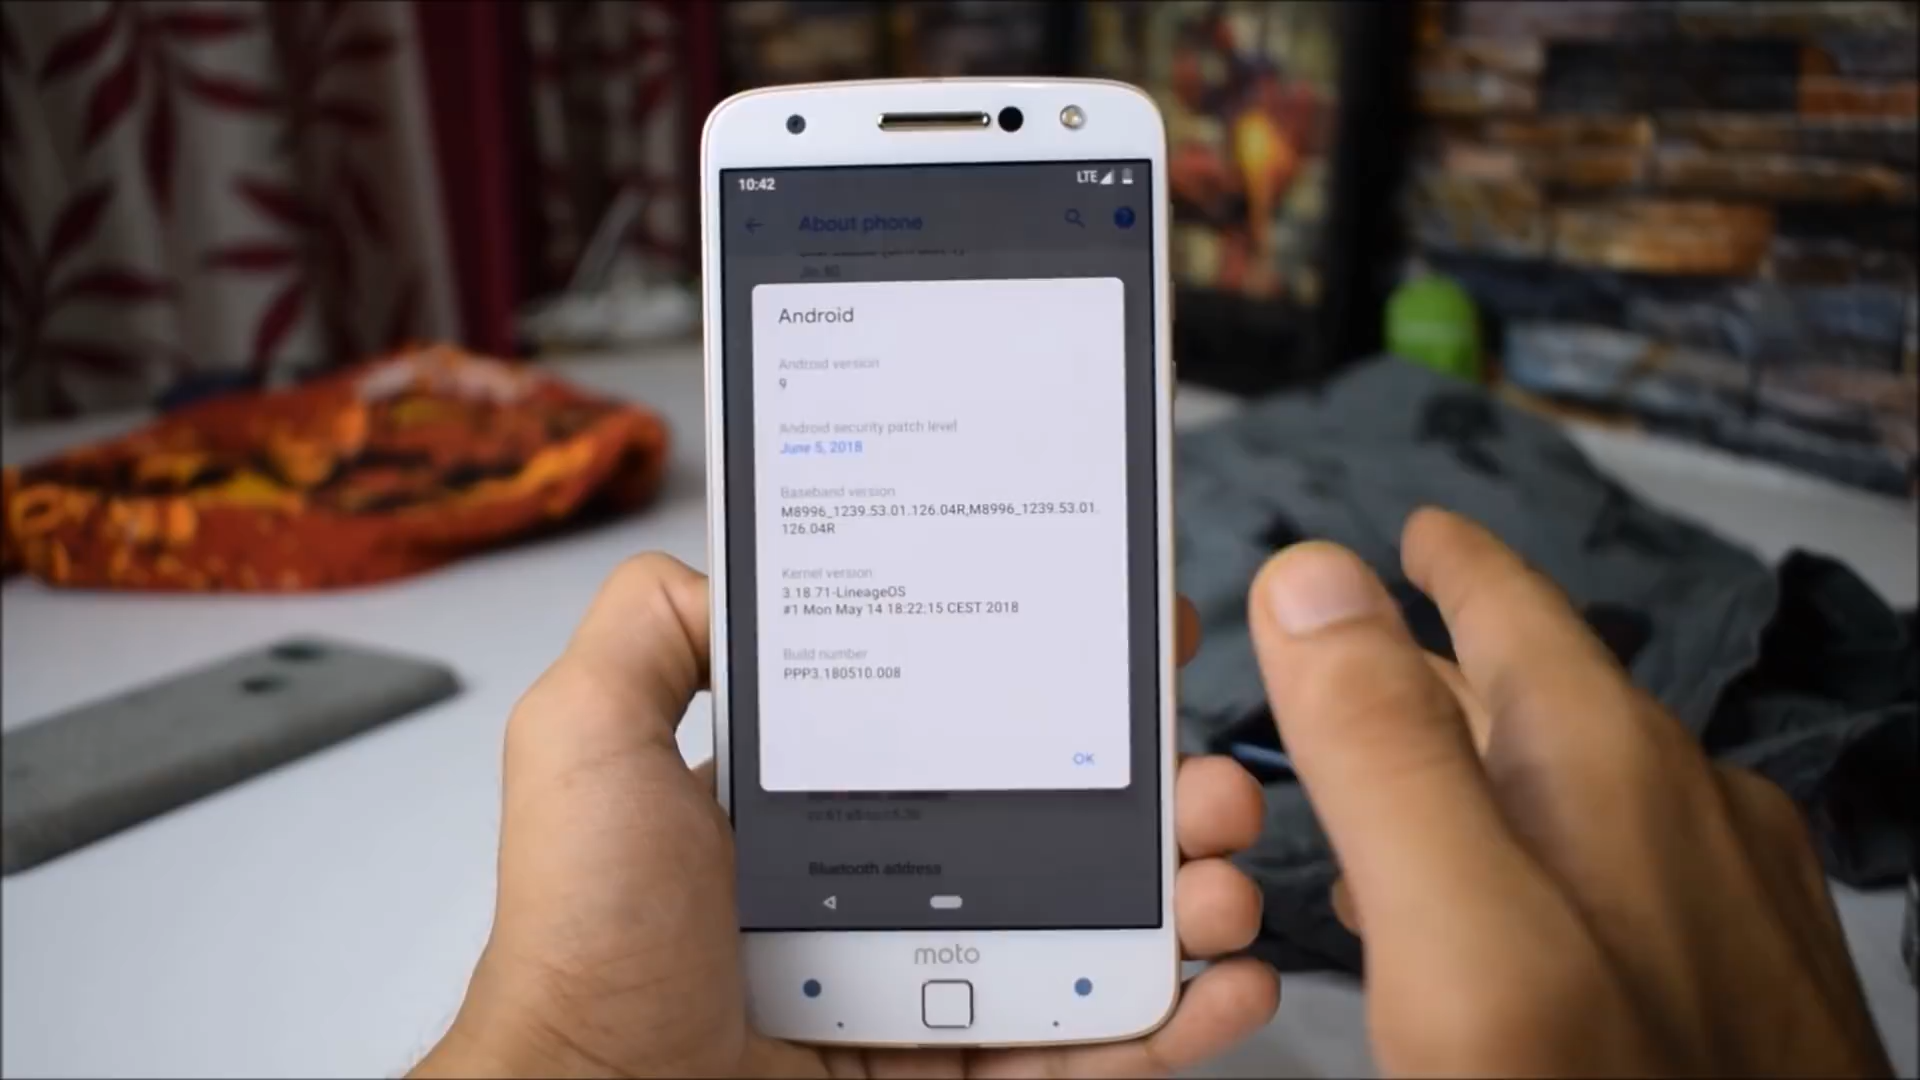 10:42
LTE
About phone
Android
Android version
9
Android security patch level
June 5, 2018
Baseband version
M8996_1239.53.01.126.04R,M8996_1239.53.01.
126.04R
Kernel version
3.18.71-LineageOS
#1 Mon May 14 18:22:15 CEST 2018
Build number
PPP3.180510.008
OK
Bluetooth address
moto